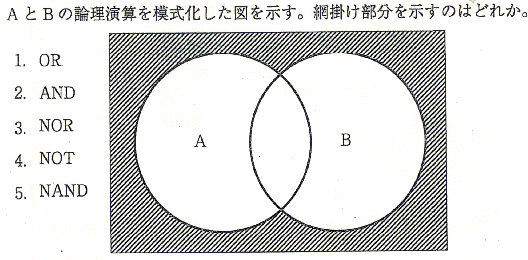 AとBの論理演算を模式化した図を示す。網掛け部分を示すのはどれか。
1. OR
2. AND
3. NOR
4. NOT
5. NAND
A
B